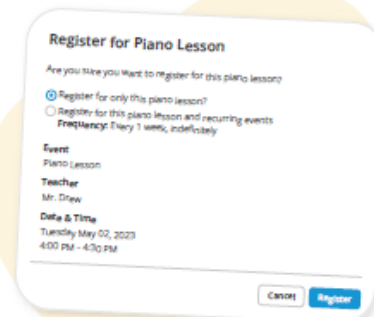 Register for Piano Lesson
Are you sure you want to register for this piano lesson?
Register for only this piano lesson?
Register for this piano lesson and recurring events
Frequency: Every 1 week, indefinitely
Event
Piano Lesson
Teacher
Mr. Drew
Date & Time
Tuesday May 02, 2023
4:00 PM - 4:30 PM
Cancel Register